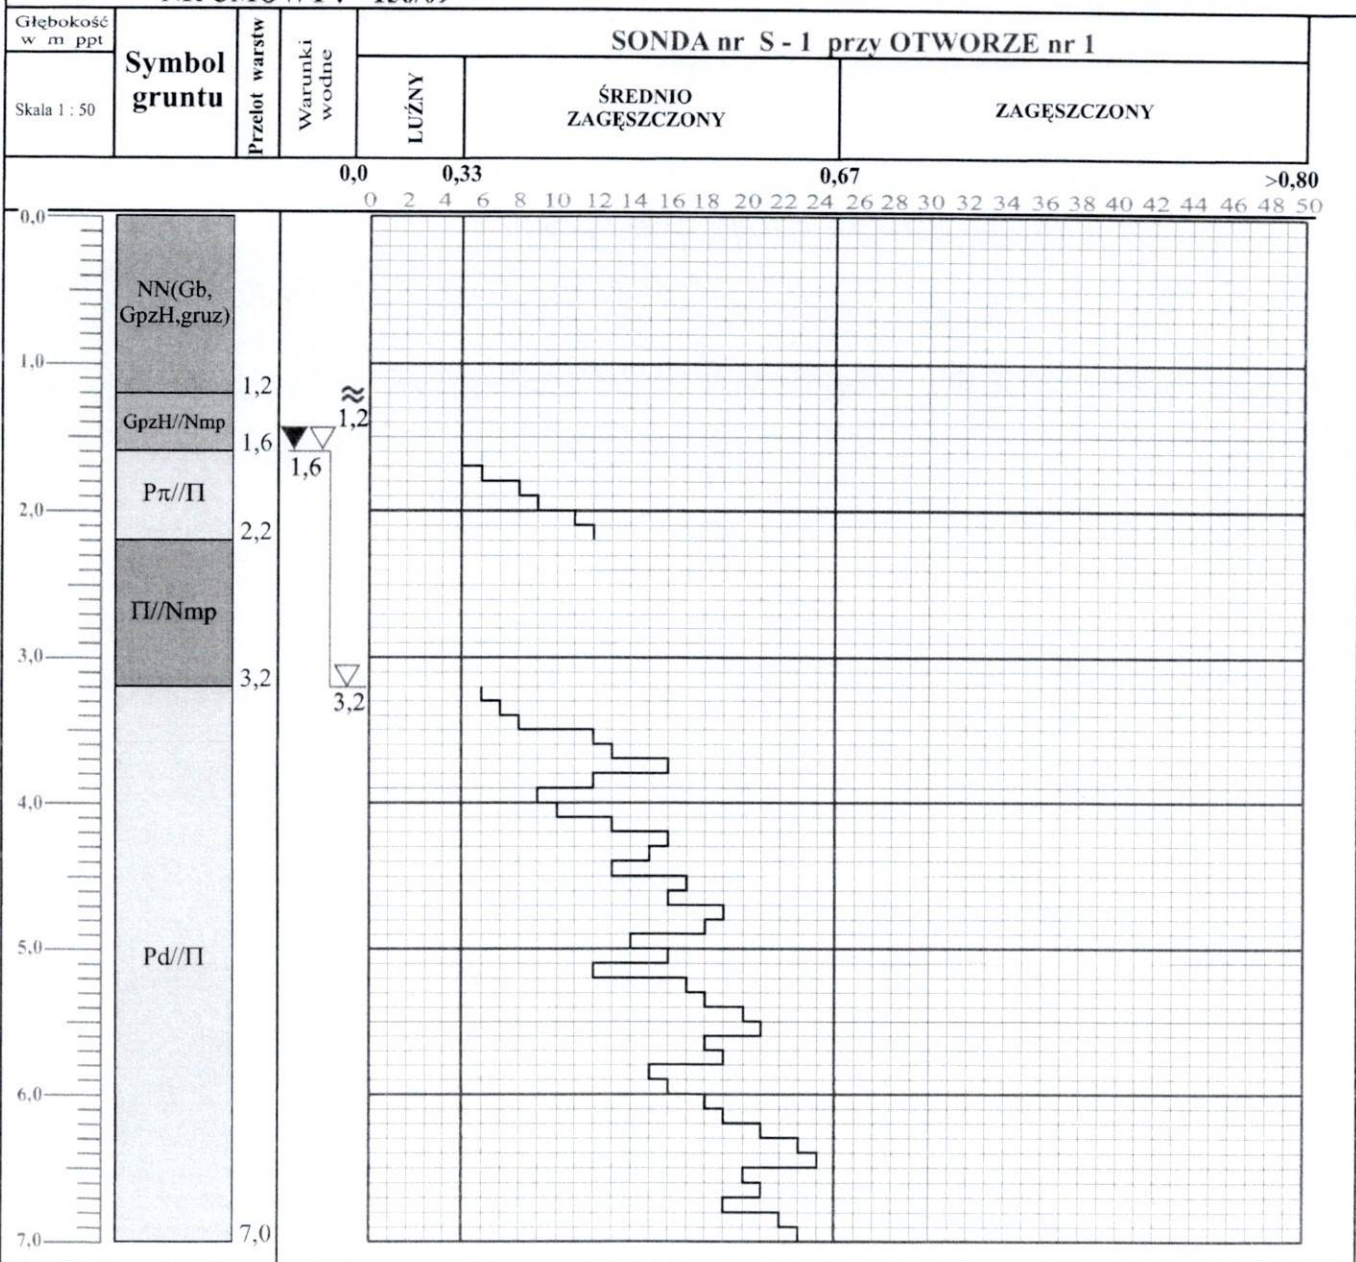 Głębokość
w m ppt
Skala 1 : 50
Symbol
gruntu
Przelot warstw
Warunki
wodne
SONDA nr S - 1 przy OTWORZE nr 1
LUŹNY
ŚREDNIO
ZAGĘSZCZONY
ZAGĘSZCZONY
0,0 0,33 0,67 >0,80
0 2 4 6 8 10 12 14 16 18 20 22 24 26 28 30 32 34 36 38 40 42 44 46 48 50
0,0
NN(Gb,
GpzH,gruz)
1,0
1,2
≈
1,2
GpzH//Nmp
1,6
1,6
Pπ//Π
2,0
2,2
Π//Nmp
3,0
3,2
3,2
4,0
5,0
Pd//Π
6,0
7,0
7,0